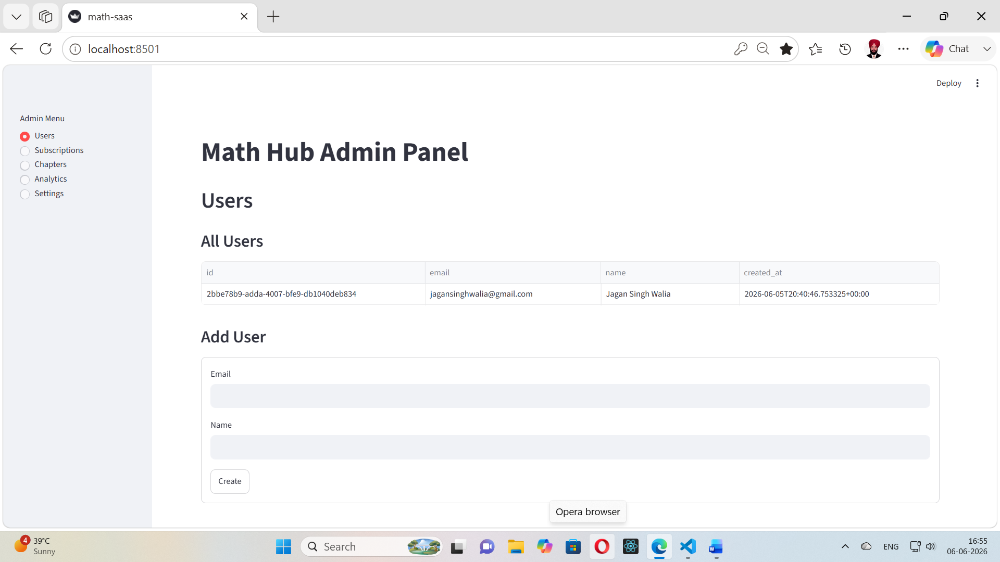 math-saas
localhost:8501
Chat
Deploy
Admin Menu
Users
Subscriptions
Chapters
Analytics
Settings
Math Hub Admin Panel
Users
All Users
id email name created_at
2bbe78b9-adda-4007-bfe9-db1040deb834 jagansinghwalia@gmail.com Jagan Singh Walia 2026-06-05T20:40:46.753325+00:00
Add User
Email
Name
Create
Opera browser
4
39°C
Sunny
Search
W
ENG
16:55
06-06-2026